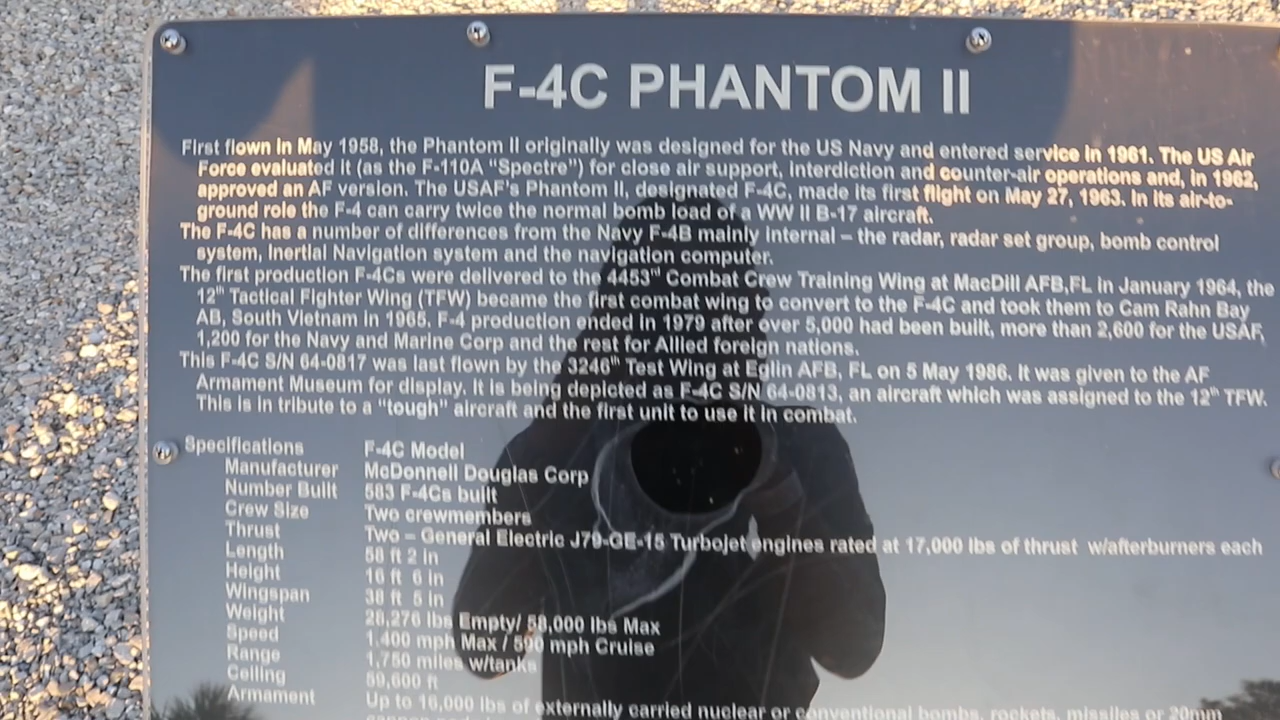 F-4C PHANTOM II
First flown in May 1958, the Phantom II originally was designed for the US Navy and entered service in 1961. The US Air
Force evaluated it (as the F-110A “Spectre”) for close air support, interdiction and counter-air operations and, in 1962,
approved an AF version. The USAF's Phantom II, designated F-4C, made its first flight on May 27, 1963. In its air-to-
ground role the F-4 can carry twice the normal bomb load of a WW II B-17 aircraft.
The F-4C has a number of differences from the Navy F-4B mainly internal – the radar, radar set group, bomb control
system, Inertial Navigation system and the navigation computer.
The first production F-4Cs were delivered to the 4453rd Combat Crew Training Wing at MacDill AFB,FL in January 1964, the
12th Tactical Fighter Wing (TFW) became the first combat wing to convert to the F-4C and took them to Cam Rahn Bay
AB, South Vietnam in 1965. F-4 production ended in 1979 after over 5,000 had been built, more than 2,600 for the USAF,
1,200 for the Navy and Marine Corp and the rest for Allied foreign nations.
This F-4C S/N 64-0817 was last flown by the 3246th Test Wing at Eglin AFB, FL on 5 May 1986. It was given to the AF
Armament Museum for display. It is being depicted as F-4C S/N 64-0813, an aircraft which was assigned to the 12th TFW.
This is in tribute to a “tough” aircraft and the first unit to use it in combat.
Specifications F-4C Model
Manufacturer McDonnell Douglas Corp
Number Built 583 F-4Cs built
Crew Size Two crewmembers
Thrust Two – General Electric J79-GE-15 Turbojet engines rated at 17,000 lbs of thrust w/afterburners each
Length 58 ft 2 in
Height 16 ft 6 in
Wingspan 38 ft 5 in
Weight 28,276 lbs Empty/ 58,000 lbs Max
Speed 1,400 mph Max / 590 mph Cruise
Range 1,750 miles w/tanks
Ceiling 59,600 ft
Armament Up to 16,000 lbs of externally carried nuclear or conventional bombs, rockets, missiles or 20mm